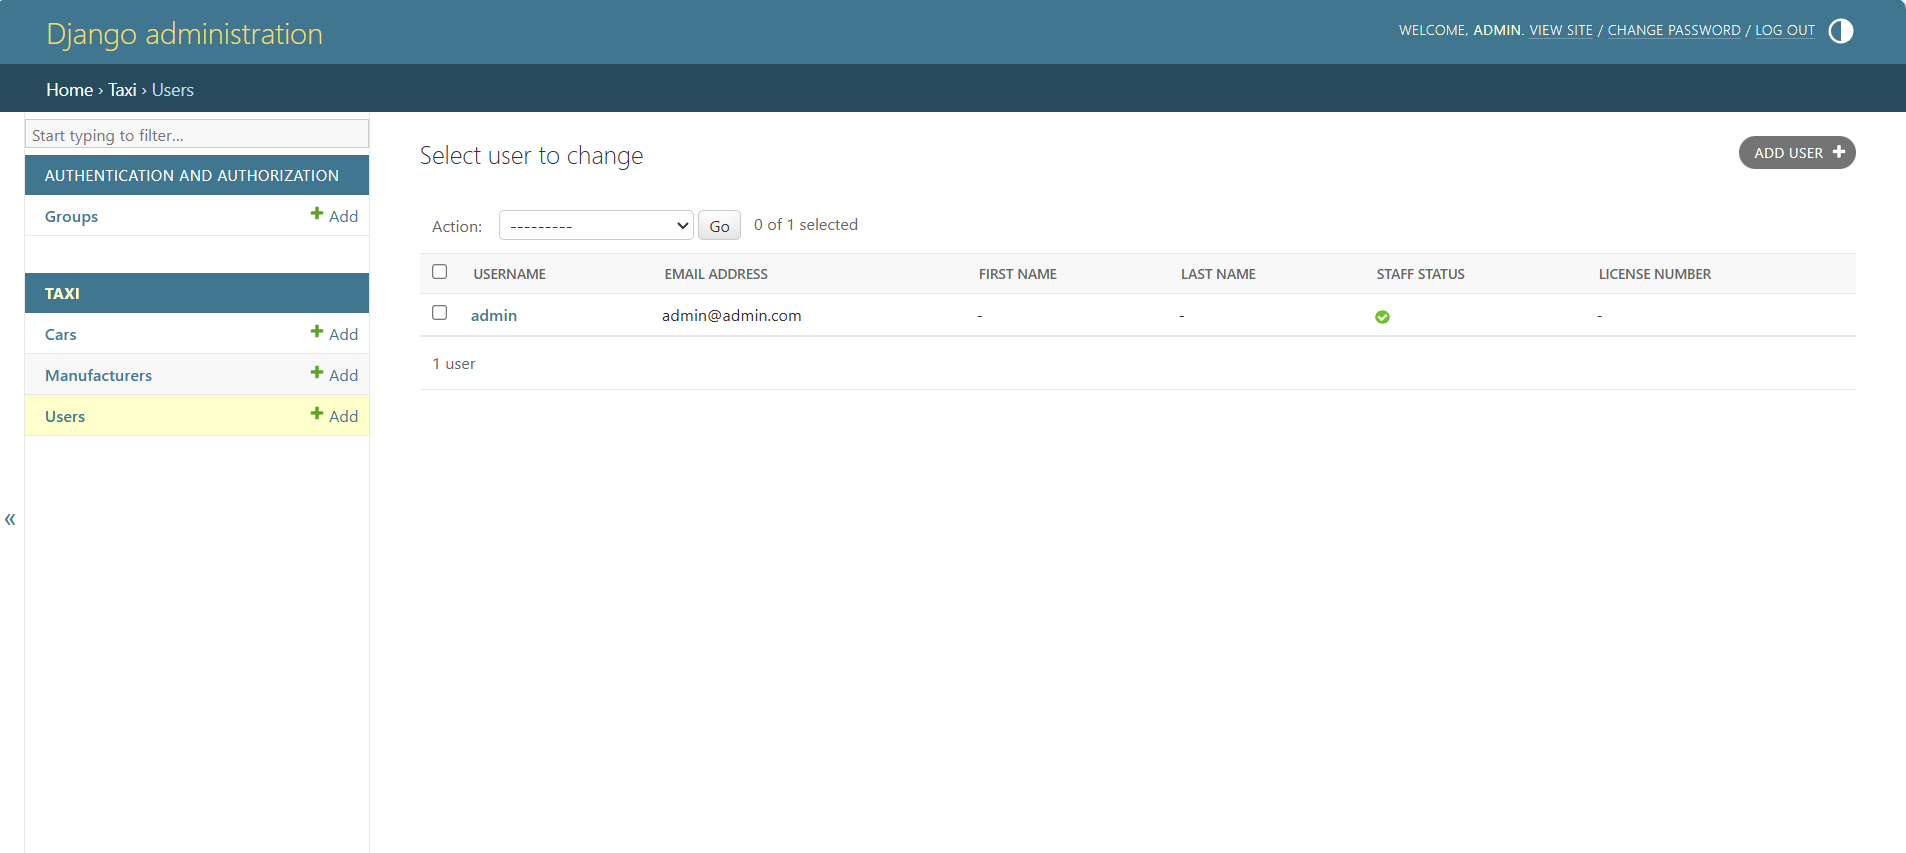 Django administration
WELCOME, ADMIN. VIEW SITE / CHANGE PASSWORD / LOG OUT
Home › Taxi › Users
Start typing to filter...
AUTHENTICATION AND AUTHORIZATION
Groups + Add
TAXI
Cars + Add
Manufacturers + Add
Users + Add
«
Select user to change
ADD USER +
Action: --------- Go 0 of 1 selected
USERNAME EMAIL ADDRESS FIRST NAME LAST NAME STAFF STATUS LICENSE NUMBER
admin admin@admin.com - - -
1 user